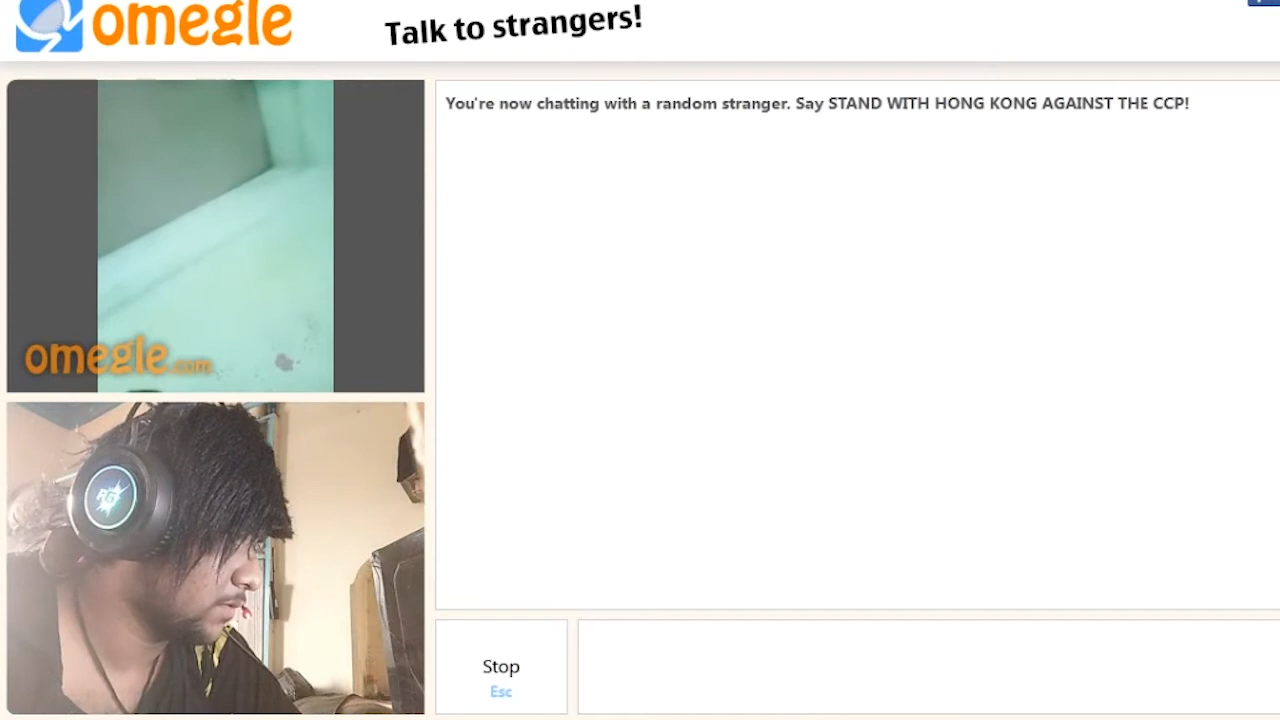 omegle
Talk to strangers!
You're now chatting with a random stranger. Say STAND WITH HONG KONG AGAINST THE CCP!
omegle.com
Stop
Esc